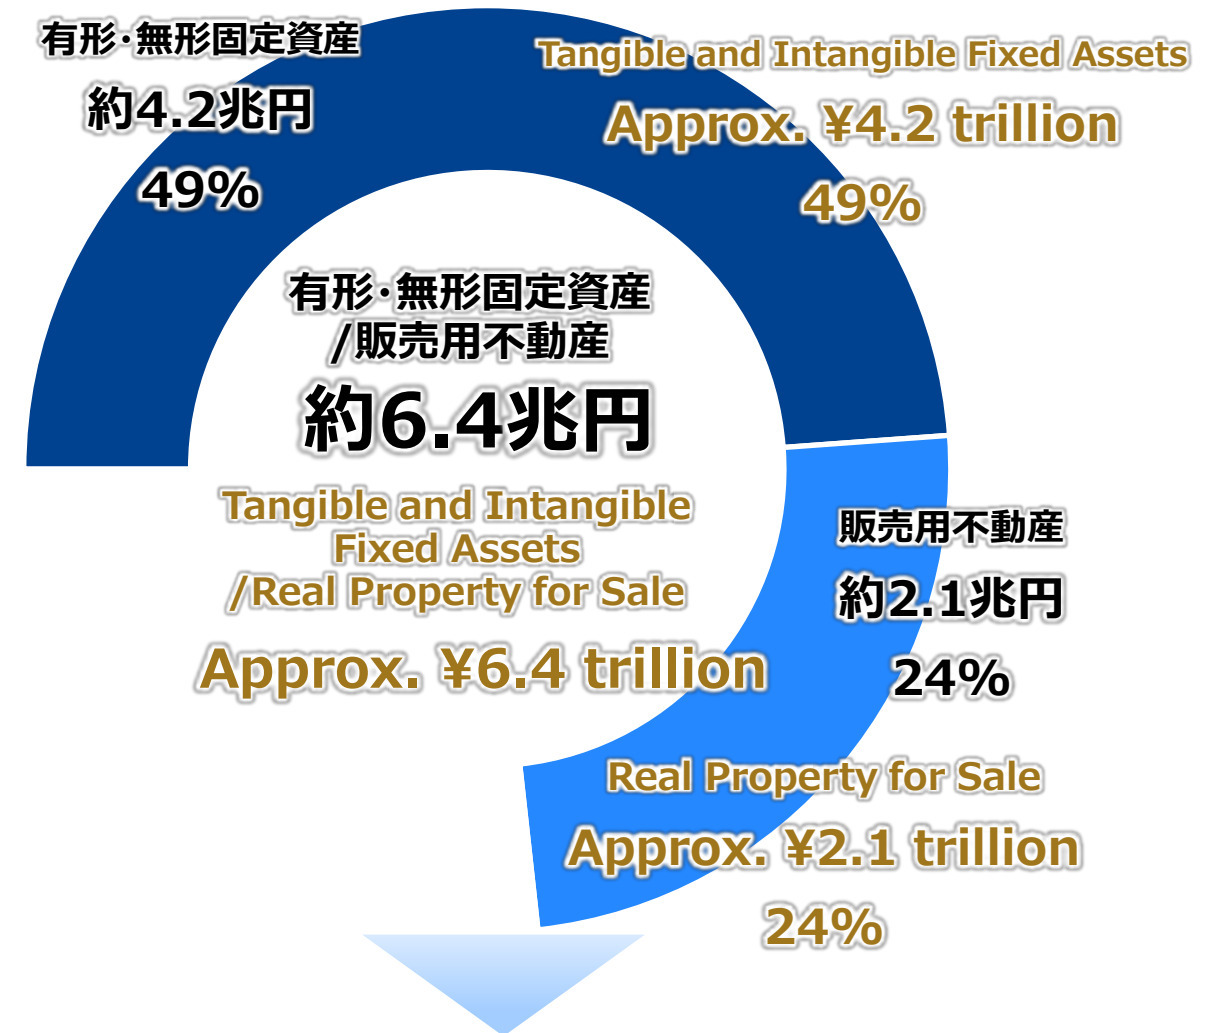 有形･無形固定資産
約4.2兆円
49%
Tangible and Intangible Fixed Assets
Approx. ¥4.2 trillion
49%
有形･無形固定資産
/販売用不動産
約6.4兆円
Tangible and Intangible
Fixed Assets
/Real Property for Sale
Approx. ¥6.4 trillion
販売用不動産
約2.1兆円
24%
Real Property for Sale
Approx. ¥2.1 trillion
24%